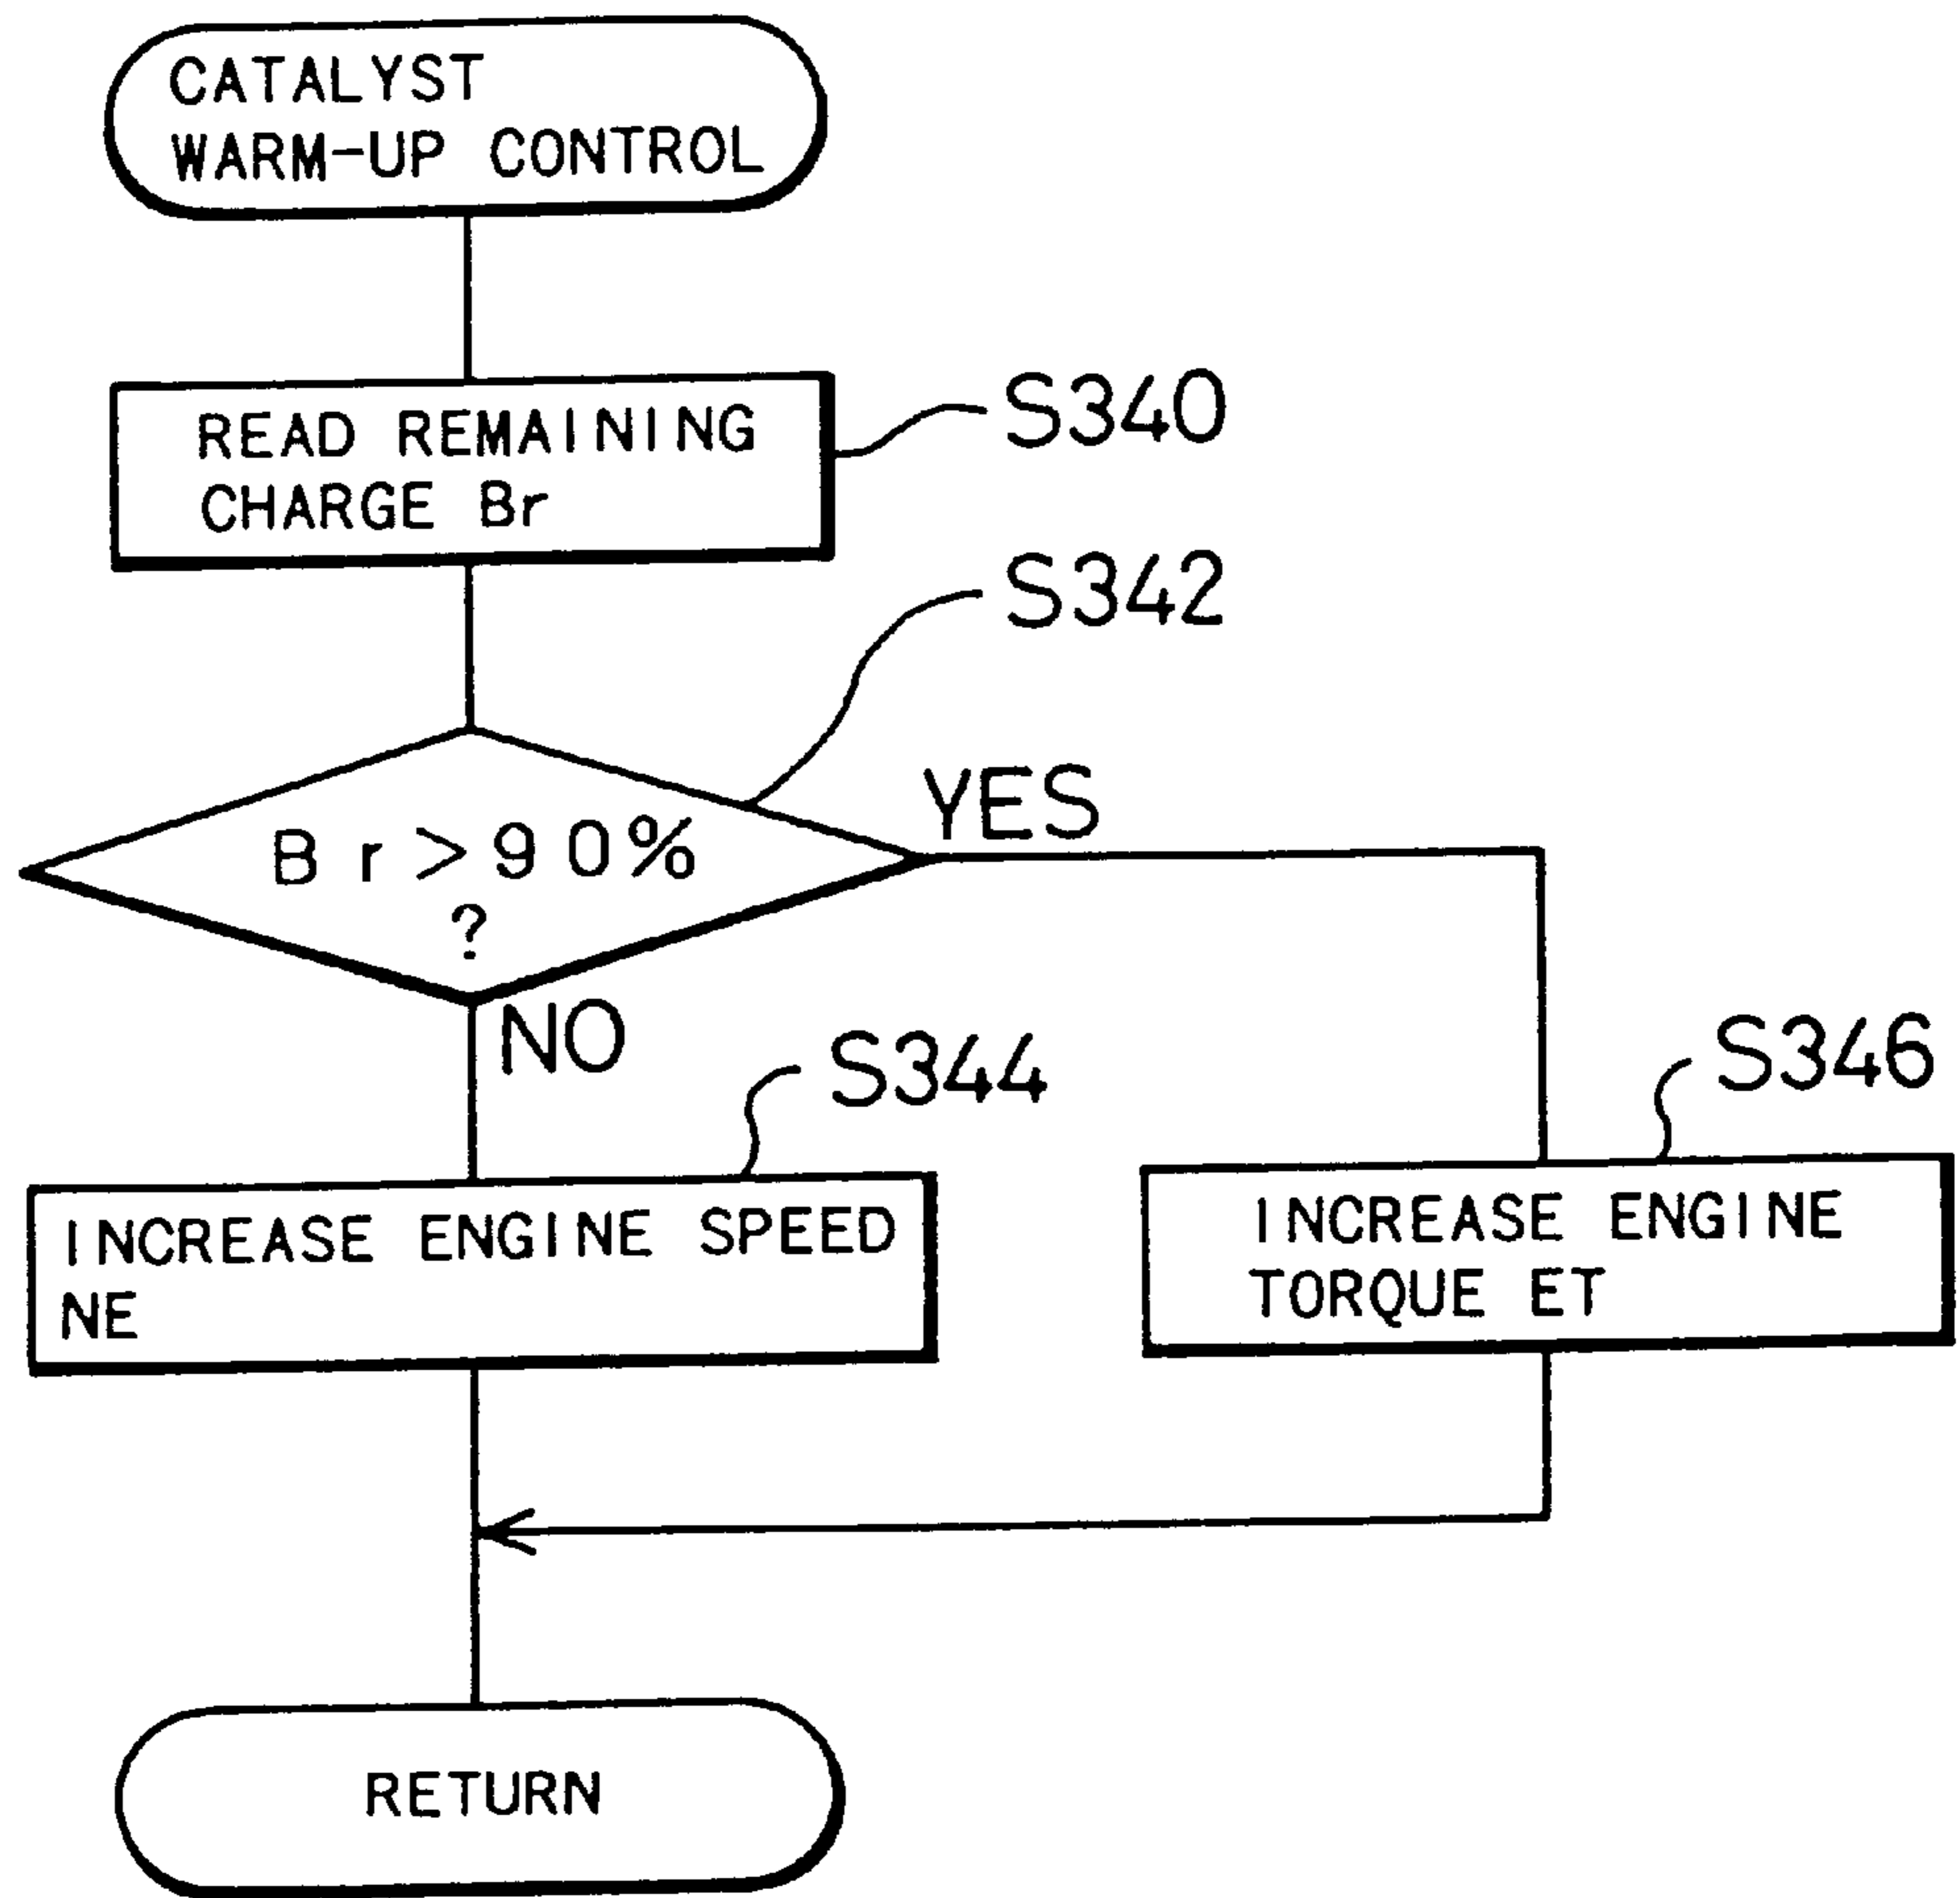 CATALYST
WARM-UP CONTROL
READ REMAINING
CHARGE Br
S340
S342
Br>90%
?
YES
NO
S344
S346
INCREASE ENGINE SPEED
NE
INCREASE ENGINE
TORQUE ET
RETURN